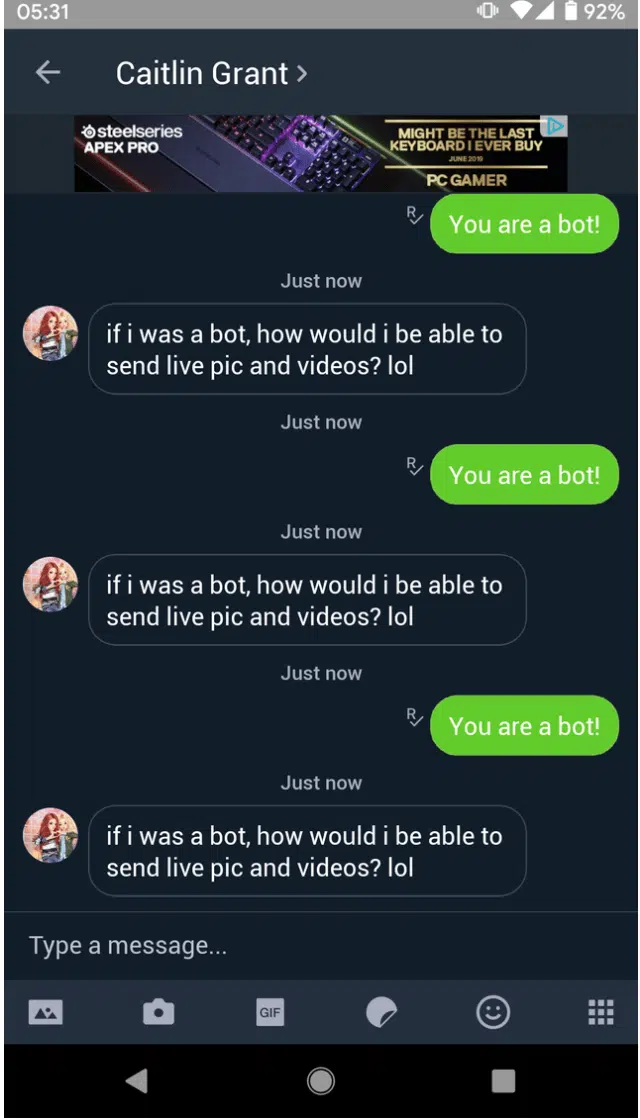 05:31
92%
Caitlin Grant
steelseries
APEX PRO
MIGHT BE THE LAST
KEYBOARD I EVER BUY
JUNE 2019
PC GAMER
R
You are a bot!
Just now
if i was a bot, how would i be able to
send live pic and videos? lol
Just now
R
You are a bot!
Just now
if i was a bot, how would i be able to
send live pic and videos? lol
Just now
R
You are a bot!
Just now
if i was a bot, how would i be able to
send live pic and videos? lol
Type a message...
GIF